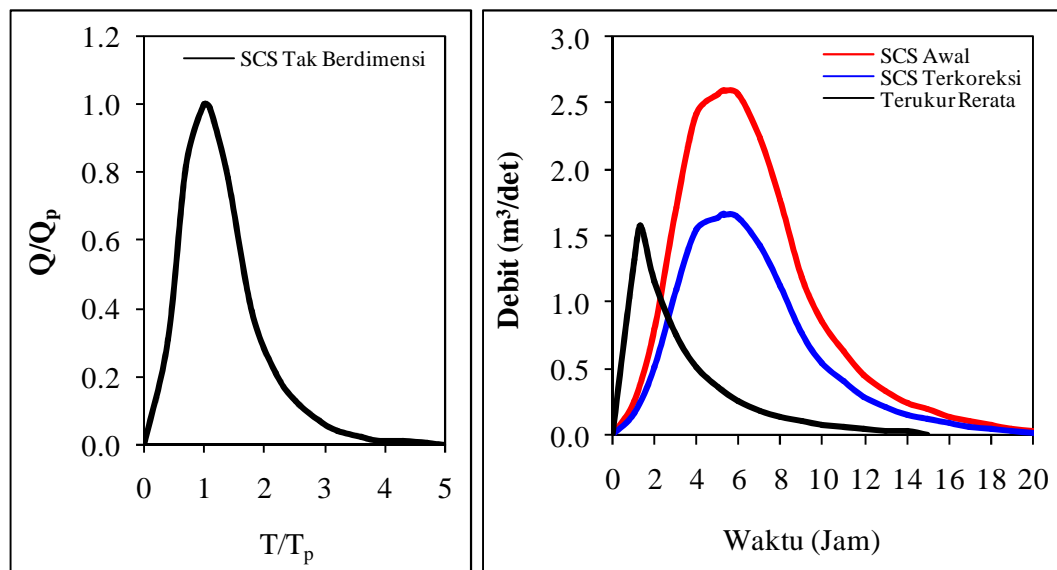 SCS Tak Berdimensi
1.2
1.0
0.8
0.6
0.4
0.2
0.0
Q/Qp
0 1 2 3 4 5
T/Tp
SCS Awal
SCS Terkoreksi
Terukur Rerata
3.0
2.5
2.0
1.5
1.0
0.5
0.0
Debit (m³/det)
0 2 4 6 8 10 12 14 16 18 20
Waktu (Jam)